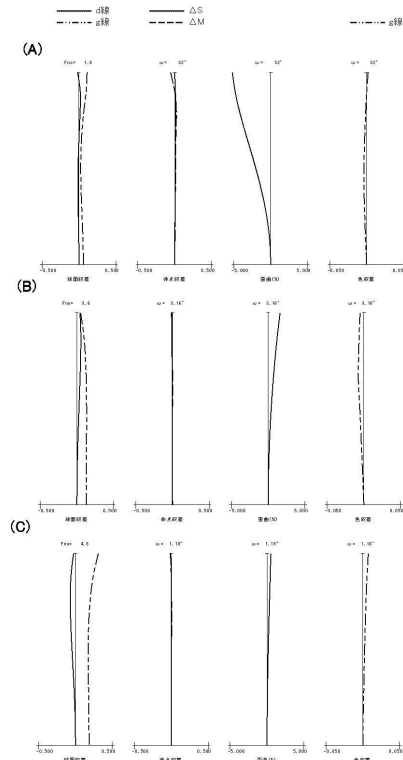 d線 ΔS
g線 ΔM g線
(A)
Fno= 1.8 ω= 32° ω= 32° ω= 32°
-0.500 0.500 -0.500 0.500 -5.000 5.000 -0.050 0.050
球面収差 非点収差 歪曲(%) 色収差
(B)
Fno= 3.6 ω= 3.16° ω= 3.16° ω= 3.16°
-0.500 0.500 -0.500 0.500 -5.000 5.000 -0.050 0.050
球面収差 非点収差 歪曲(%) 色収差
(C)
Fno= 4.8 ω= 1.18° ω= 1.18° ω= 1.18°
-0.500 0.500 -0.500 0.500 -5.000 5.000 -0.050 0.050